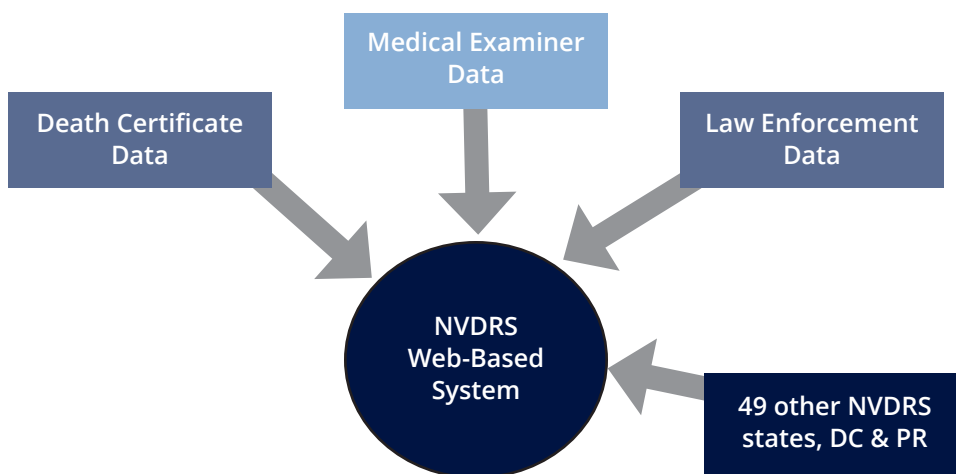 Medical Examiner
Data
Death Certificate
Data
Law Enforcement
Data
NVDRS
Web-Based
System
49 other NVDRS
states, DC & PR